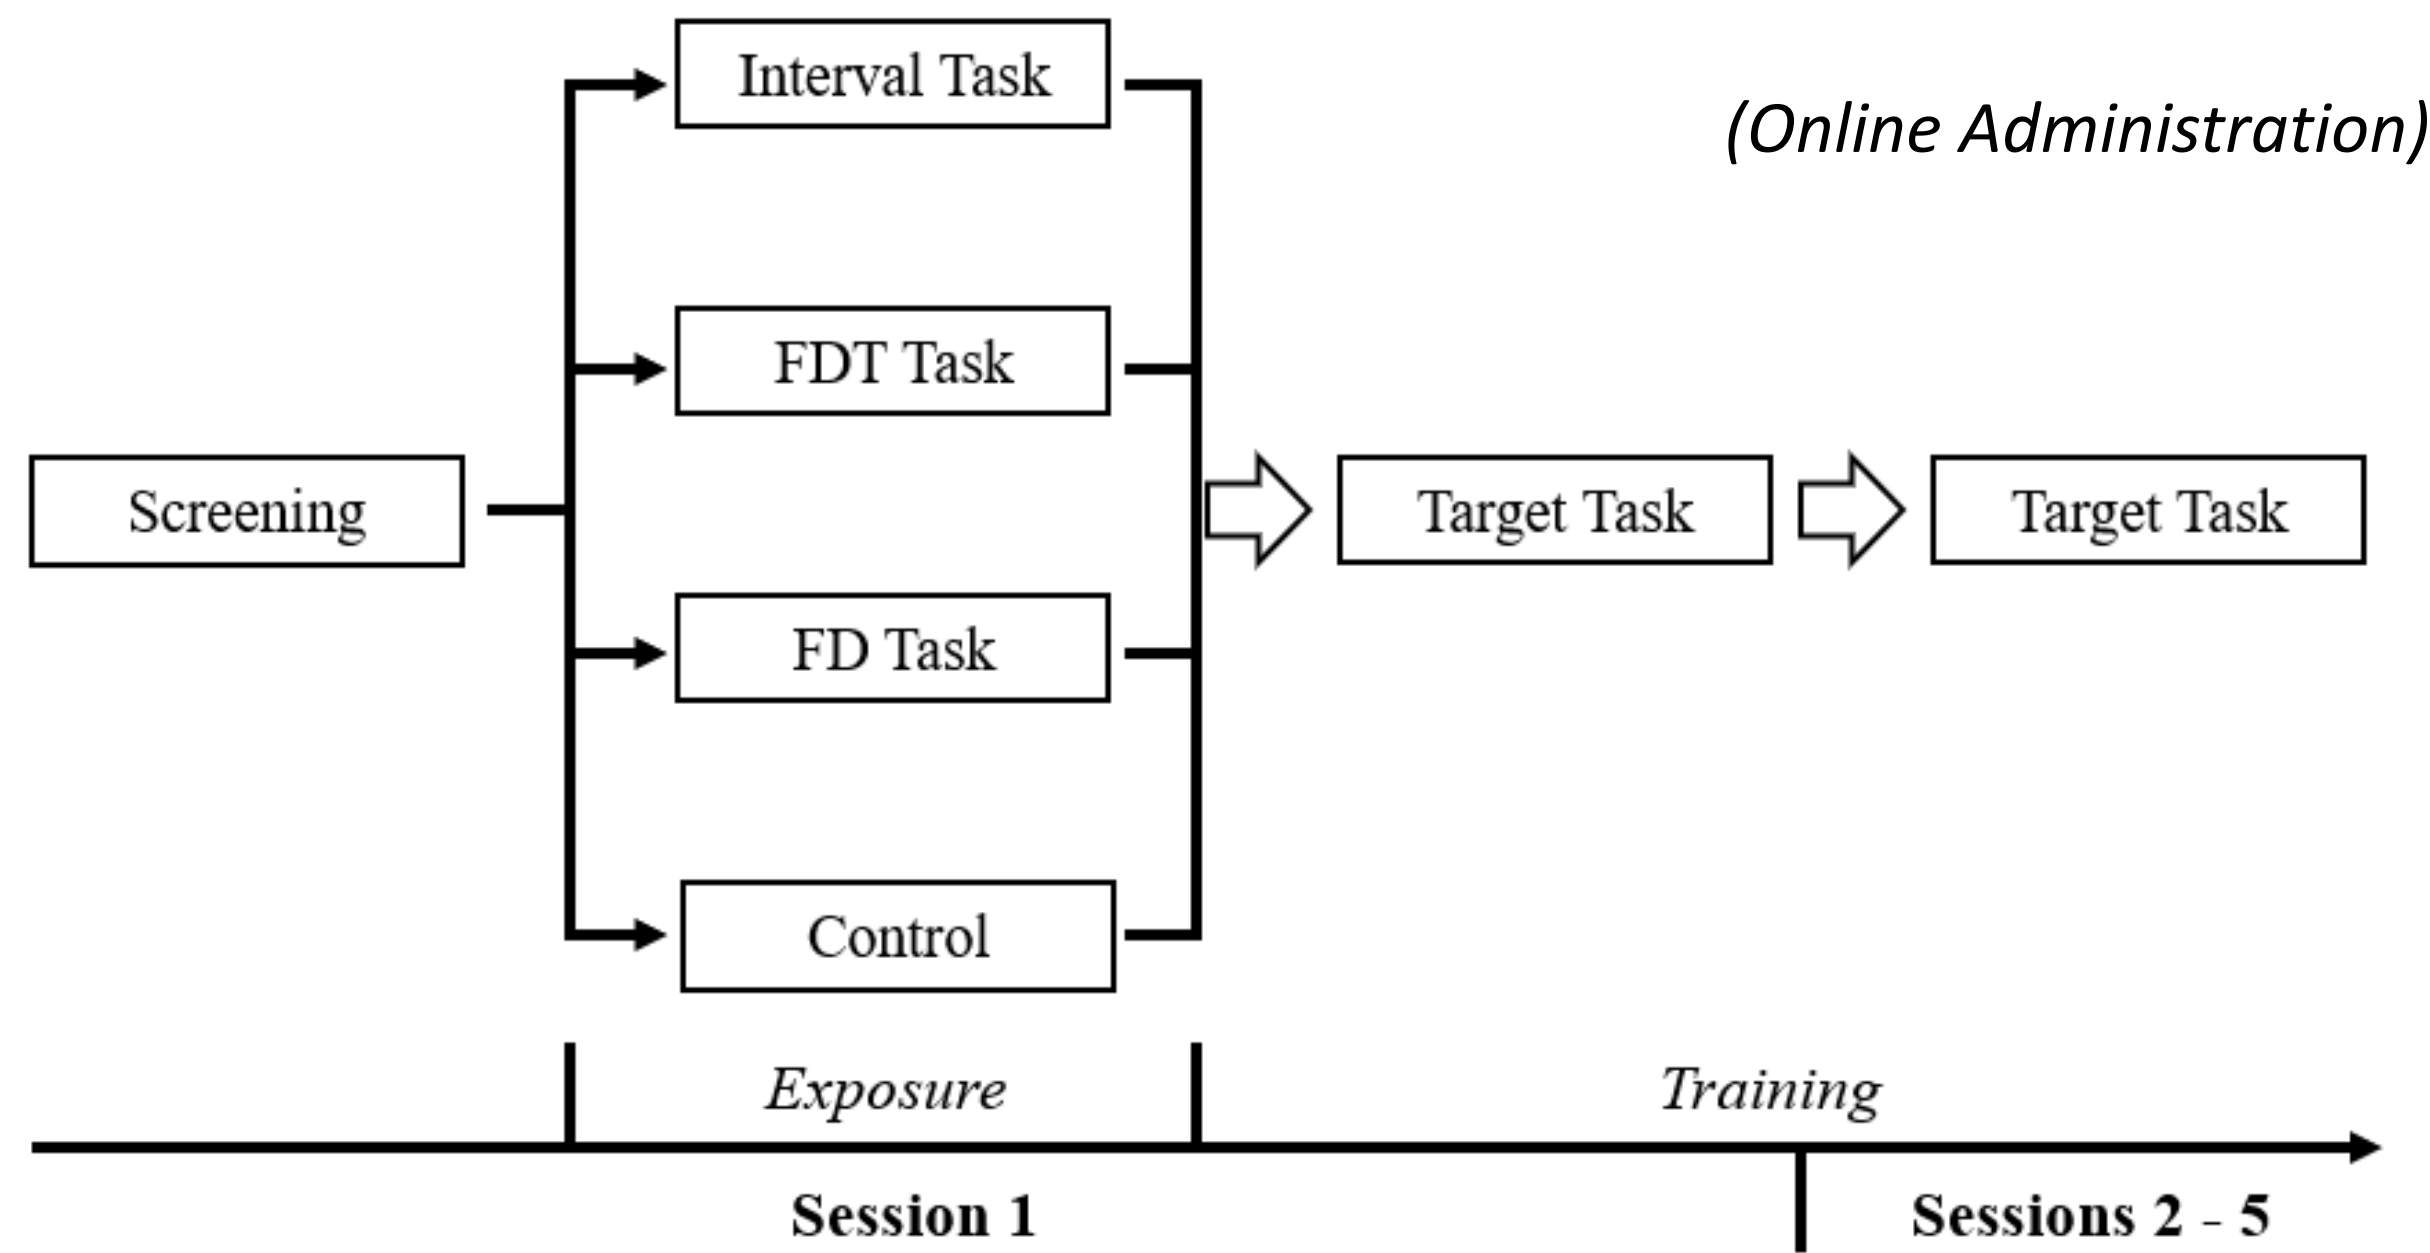 Interval Task
(Online Administration)
FDT Task
Screening
Target Task
Target Task
FD Task
Control
Exposure
Training
Session 1
Sessions 2 - 5